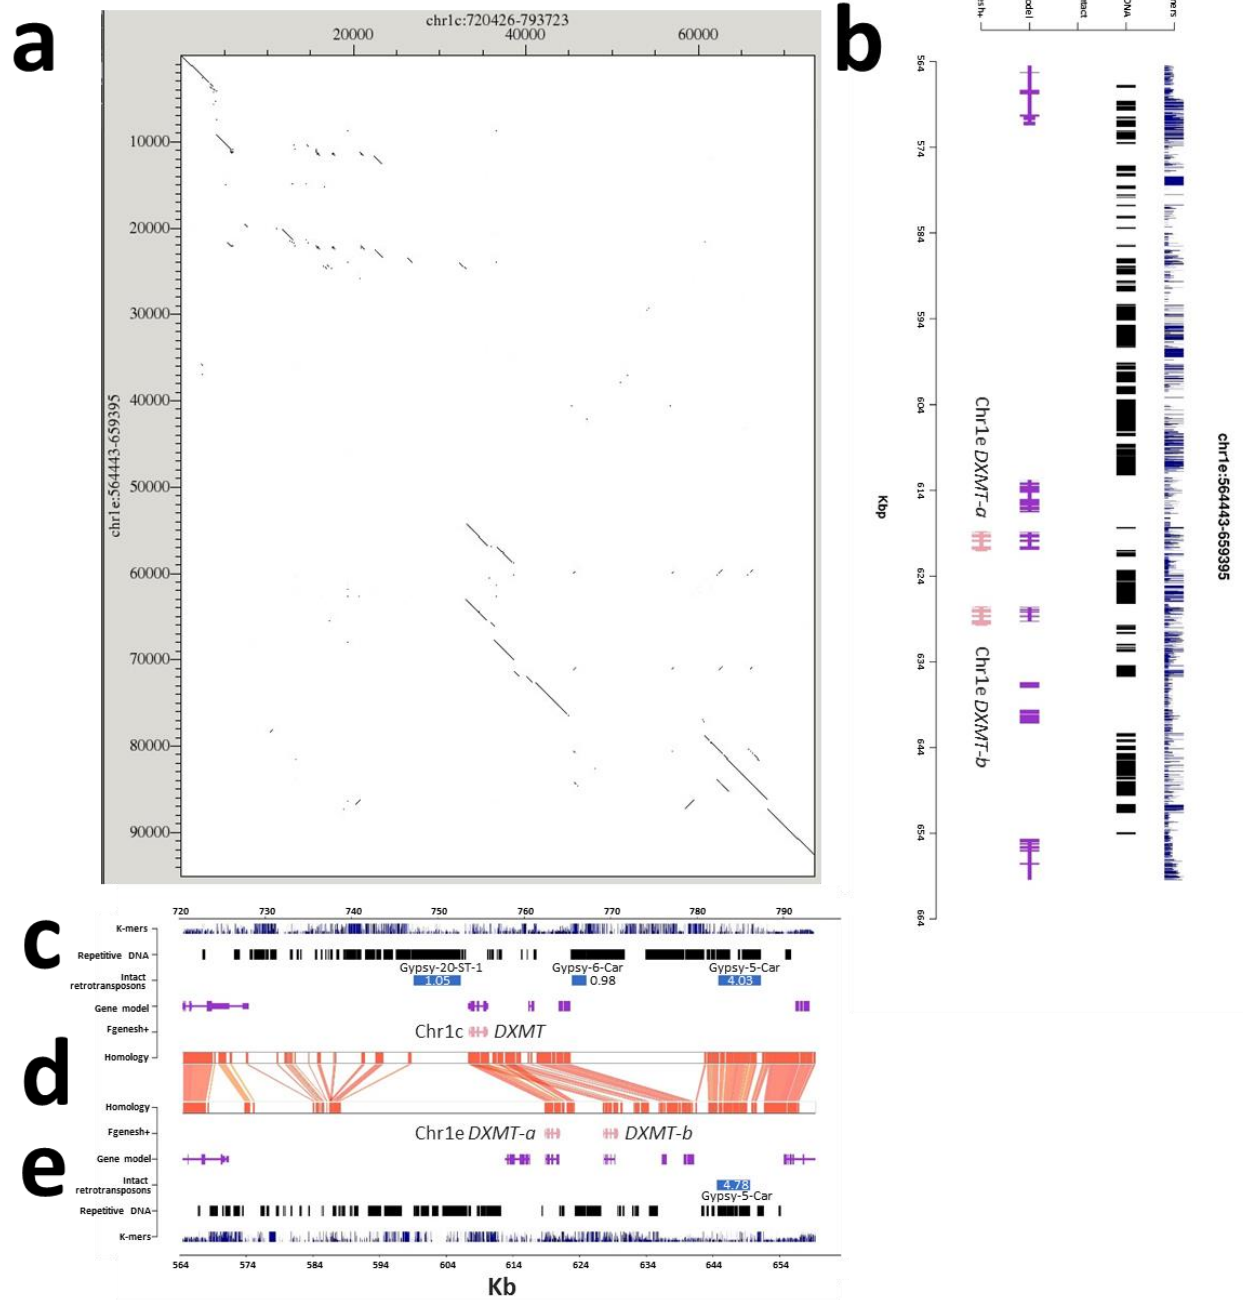 a
chr1c:720426-793723
20000 40000 60000
10000
20000
30000
40000
50000
60000
70000
80000
90000
chr1e:564443-659395
b
564 574 584 594 604 614 624 634 644 654 664
Kbp
Chr1e DXMT-a
Chr1e DXMT-b
chr1e:564443-659395
c
720 730 740 750 760 770 780 790
K-mers
Repetitive DNA
Gypsy-20-ST-1 Gypsy-6-Car Gypsy-5-Car
Intact
retrotransposons
1.05 0.98 4.03
Gene model
Fgenesh+
Chr1c DXMT
d
Homology
Homology
Fgenesh+
Chr1e DXMT-a DXMT-b
e
Gene model
Intact
retrotransposons
4.78
Gypsy-5-Car
Repetitive DNA
K-mers
564 574 584 594 604 614 624 634 644 654
Kb